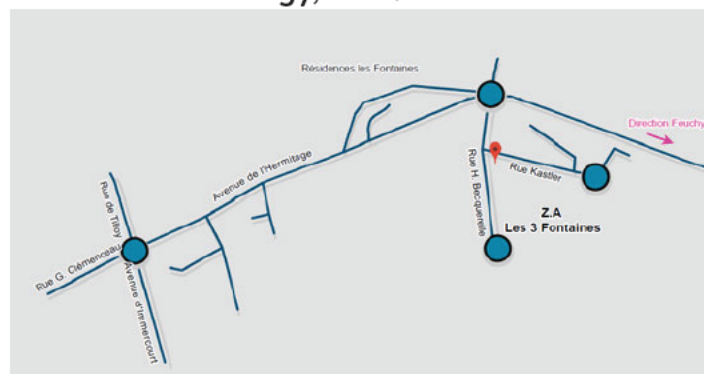 Résidences les Fontaines
Direction Feuchy
Avenue de l'Hermitage
Rue H. Becquerelle
Rue Kastler
Rue de Tilloy
Z.A
Les 3 Fontaines
Rue G. Clémenceau
Avenue d'Immercourt